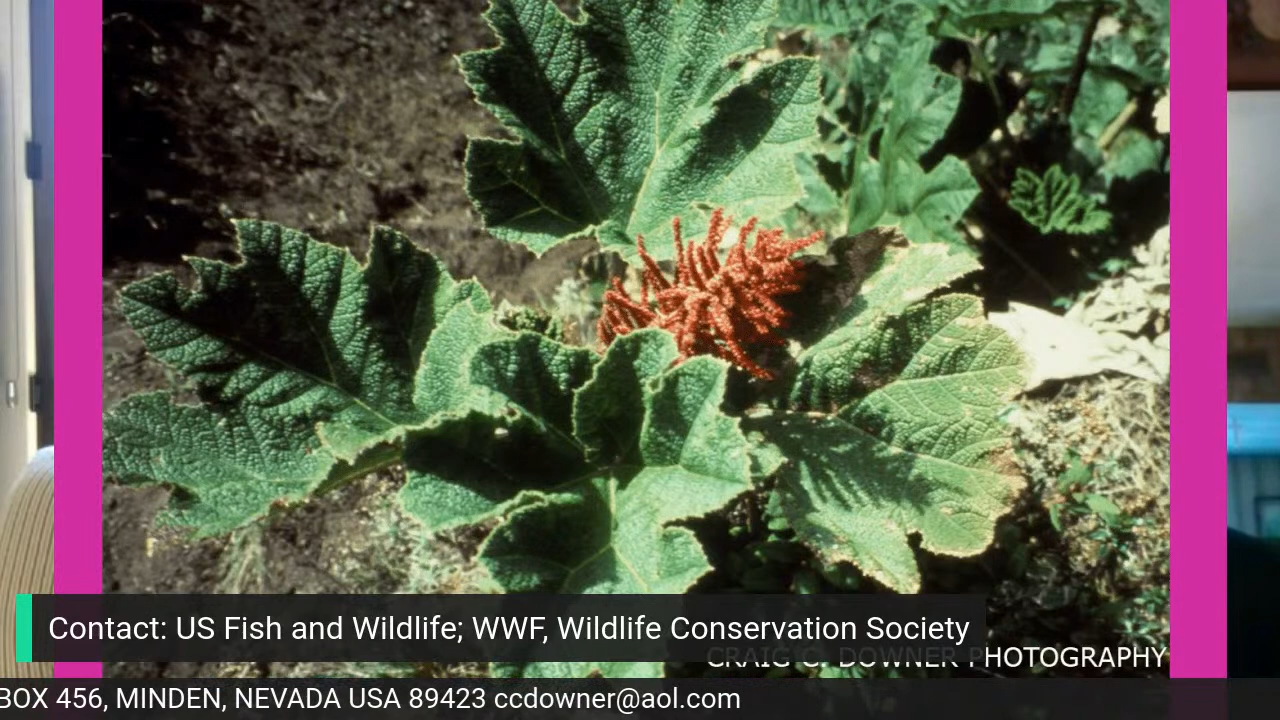 Contact: US Fish and Wildlife; WWF, Wildlife Conservation Society
CRAIG C. DOWNER PHOTOGRAPHY
BOX 456, MINDEN, NEVADA USA 89423 ccdowner@aol.com